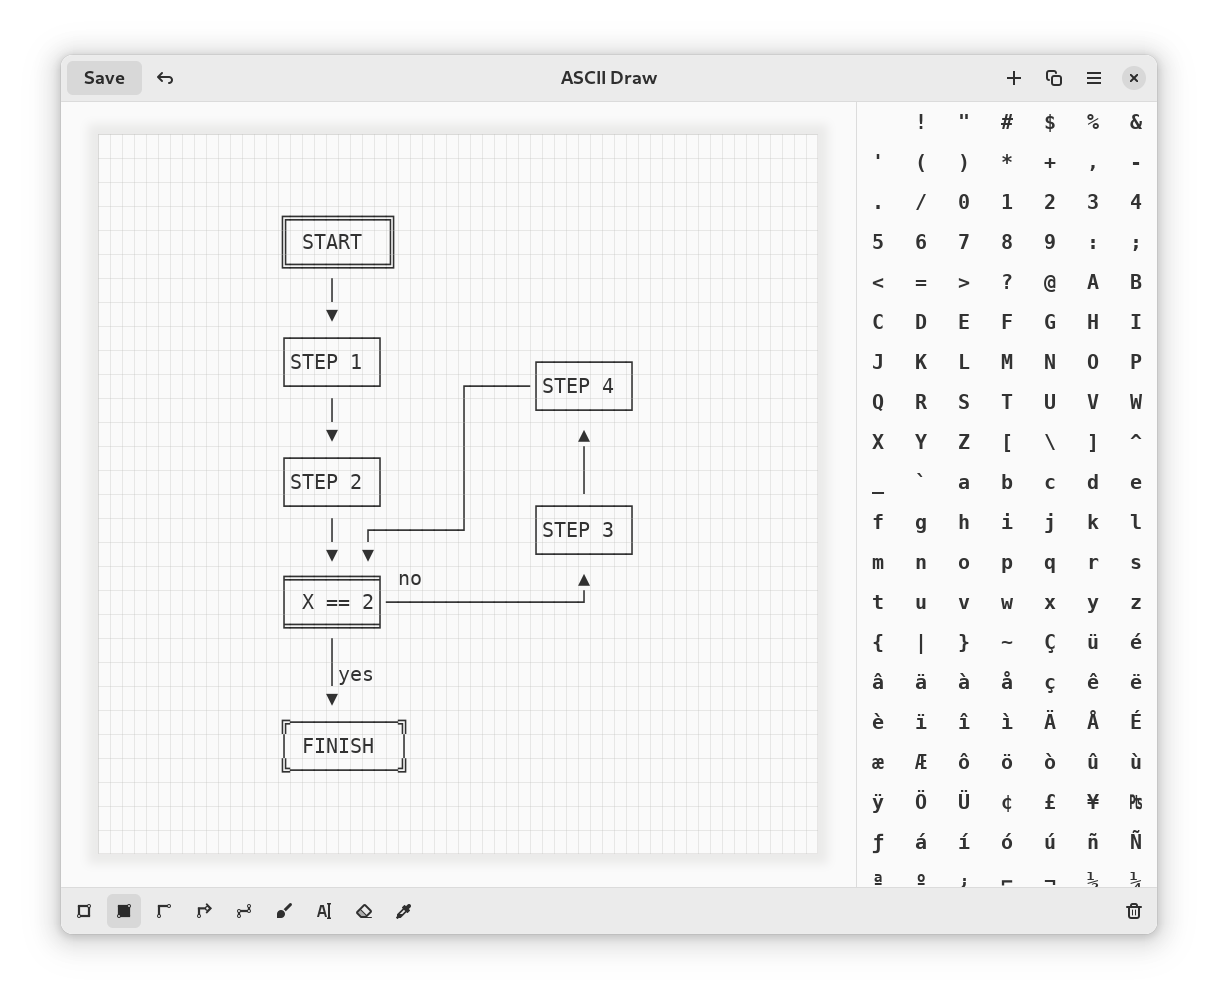 Save
ASCII Draw
START
STEP 1
STEP 4
STEP 2
STEP 3
no
X == 2
yes
FINISH
! " # $ % &
' ( ) * + , -
. / 0 1 2 3 4
5 6 7 8 9 : ;
< = > ? @ A B
C D E F G H I
J K L M N O P
Q R S T U V W
X Y Z [ \ ] ^
_ ` a b c d e
f g h i j k l
m n o p q r s
t u v w x y z
{ | } ~ Ç ü é
â ä à å ç ê ë
è ï î ì Ä Å É
æ Æ ô ö ò û ù
ÿ Ö Ü ¢ £ ¥ ₧
ƒ á í ó ú ñ Ñ
ª º ¿ ⌐ ¬ ½ ¼
AI